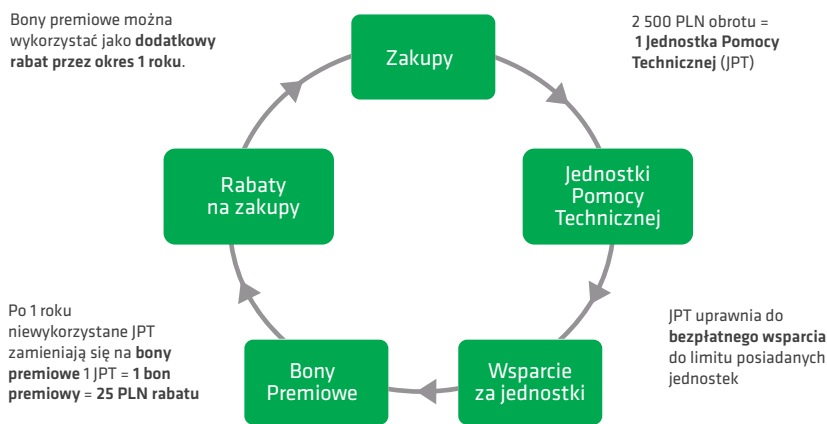 Bony premiowe można
wykorzystać jako dodatkowy
rabat przez okres 1 roku.
Zakupy
2 500 PLN obrotu =
1 Jednostka Pomocy
Technicznej (JPT)
Rabaty
na zakupy
Jednostki
Pomocy
Technicznej
Po 1 roku
niewykorzystane JPT
zamieniają się na bony
premiowe 1 JPT = 1 bon
premiowy = 25 PLN rabatu
Bony
Premiowe
Wsparcie
za jednostki
JPT uprawnia do
bezpłatnego wsparcia
do limitu posiadanych
jednostek